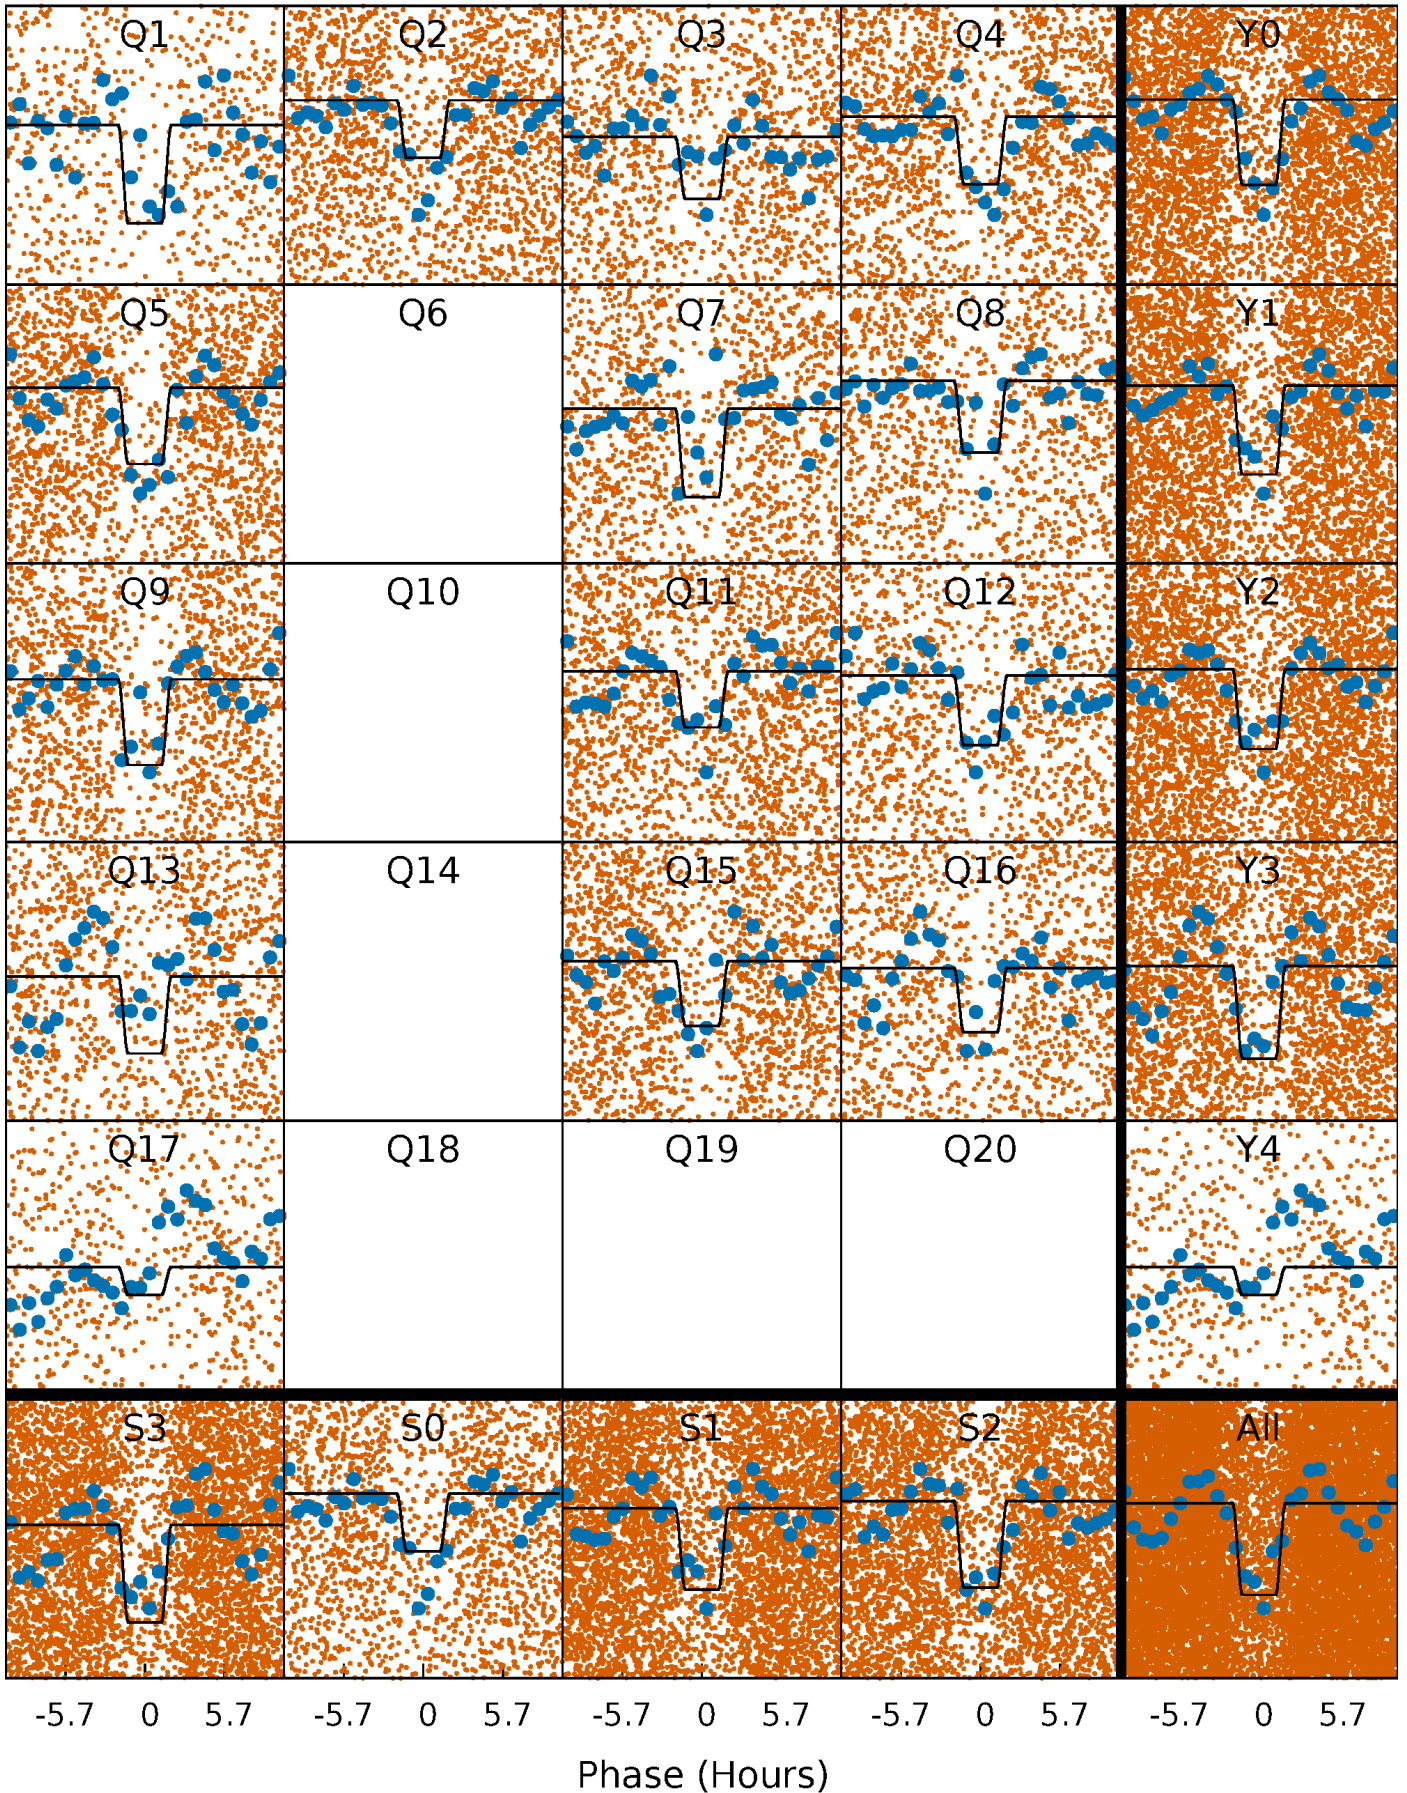 Q1 Q2 Q3 Q4 Y0
Q5 Q6 Q7 Q8 Y1
Q9 Q10 Q11 Q12 Y2
Q13 Q14 Q15 Q16 Y3
Q17 Q18 Q19 Q20 Y4
S3 S0 S1 S2 All
-5.7 0 5.7 -5.7 0 5.7 -5.7 0 5.7 -5.7 0 5.7 -5.7 0 5.7
Phase (Hours)